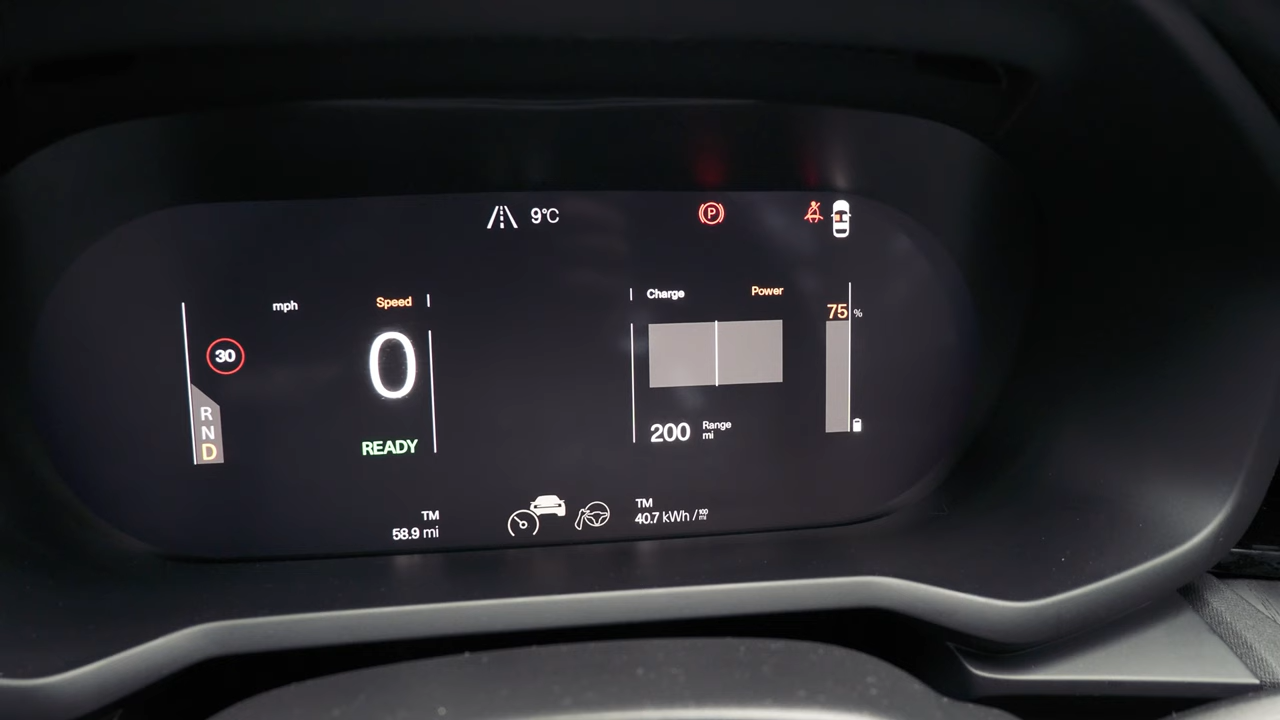 9°C
P
mph Speed
Charge Power
75 %
30
0
R
N
D
READY
200 Range
mi
TM
58.9 mi
TM
40.7 kWh / 100 mi